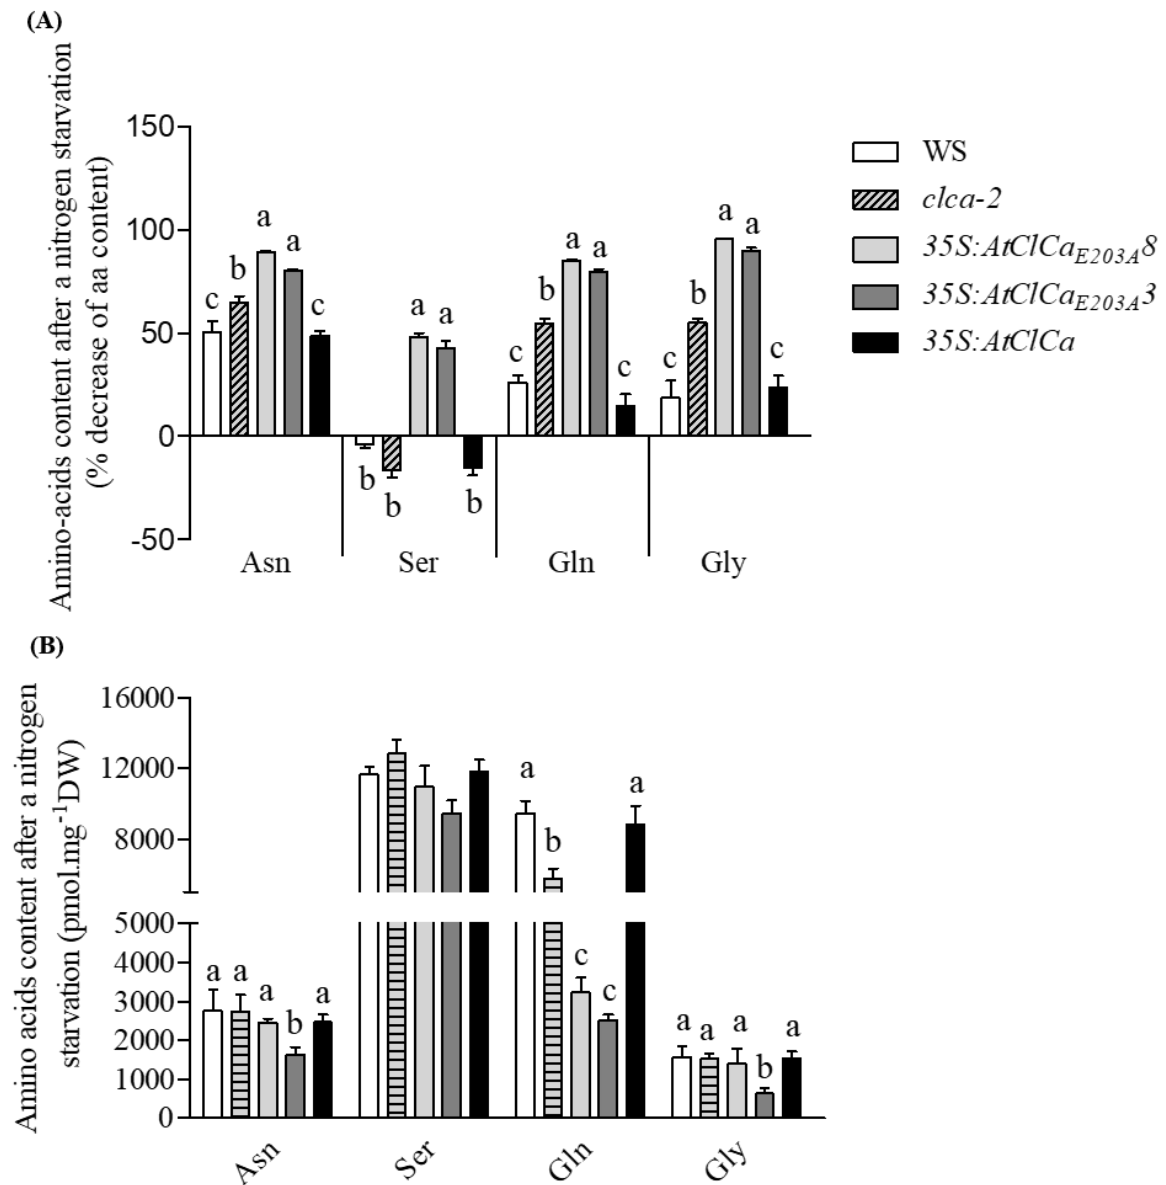 (A)
Amino-acids content after a nitrogen starvation
(% decrease of aa content)
150
100
50
0
-50
c b a a c
b b a a b
c b a a c
c b a a c
Asn Ser Gln Gly
WS
clca-2
35S:AtClCa_E203A8
35S:AtClCa_E203A3
35S:AtClCa
(B)
Amino acids content after a nitrogen
starvation (pmol.mg⁻¹DW)
16000
12000
8000
5000
4000
3000
2000
1000
0
a a a b a
a b c c a
a a a b a
Asn Ser Gln Gly